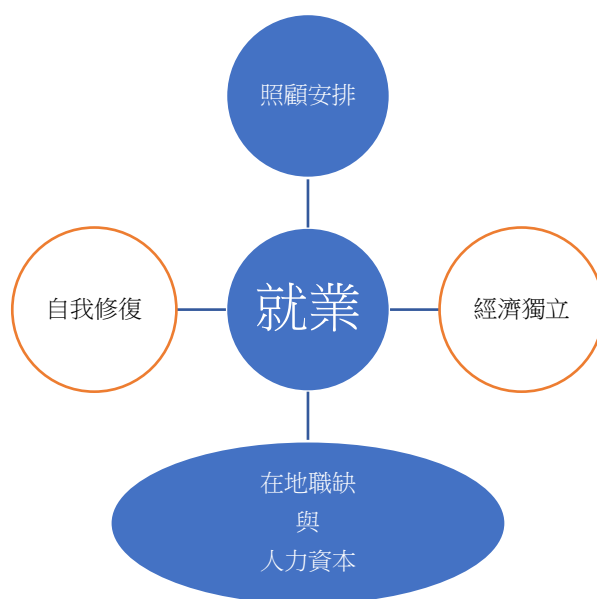 照顧安排
自我修復
就業
經濟獨立
在地職缺
與
人力資本